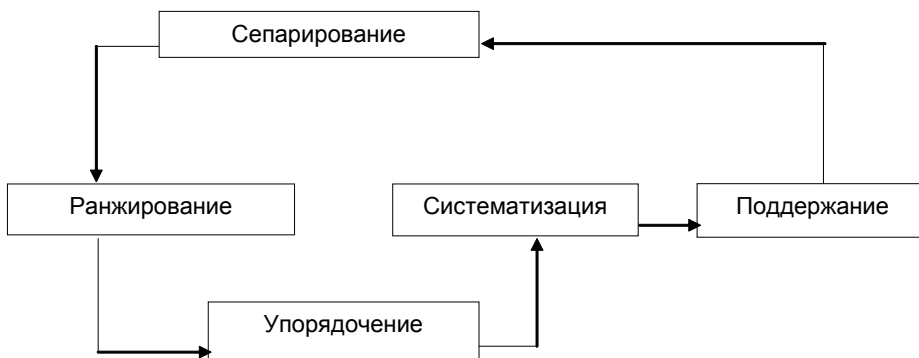 Сепарирование
Ранжирование
Систематизация
Поддержание
Упорядочение